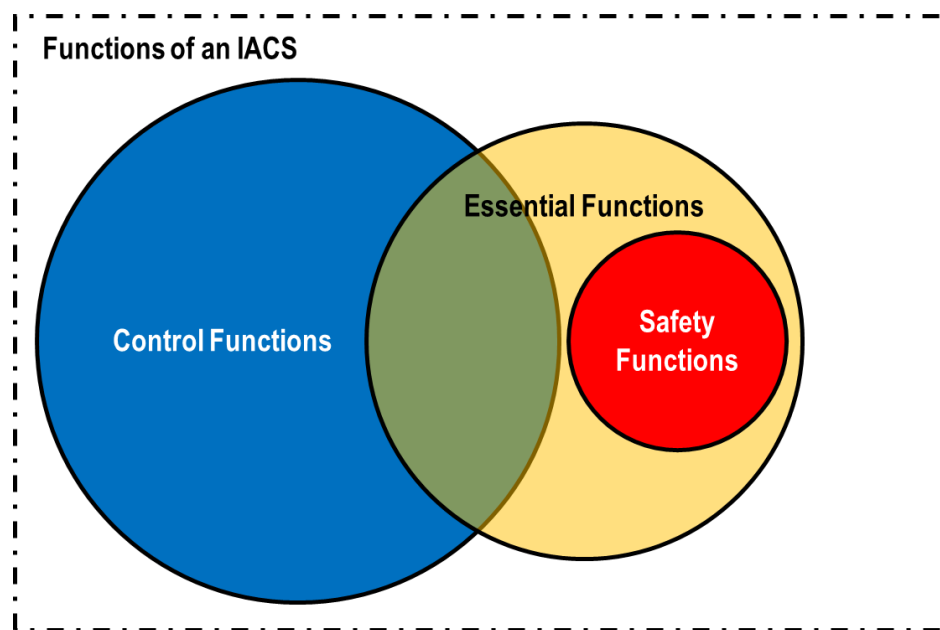 Functions of an IACS
Essential Functions
Control Functions
Safety
Functions